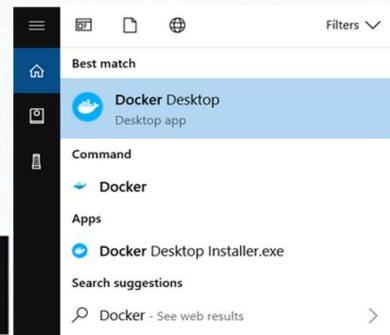 Filters
Best match
Docker Desktop
Desktop app
Command
Docker
Apps
Docker Desktop Installer.exe
Search suggestions
Docker - See web results